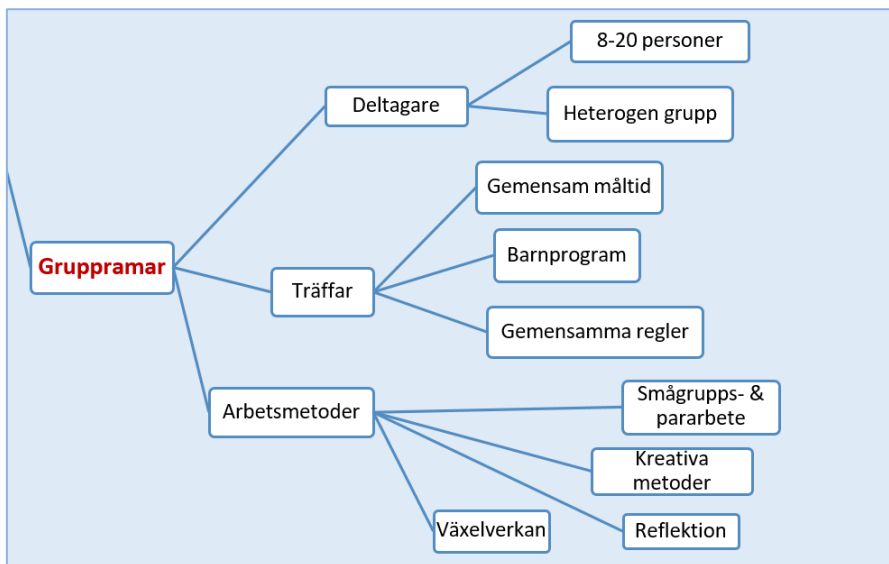 8-20 personer
Deltagare
Heterogen grupp
Gemensam måltid
Barnprogram
Gruppramar
Träffar
Gemensamma regler
Arbetsmetoder
Smågrupps- &
pararbete
Kreativa
metoder
Växelverkan
Reflektion